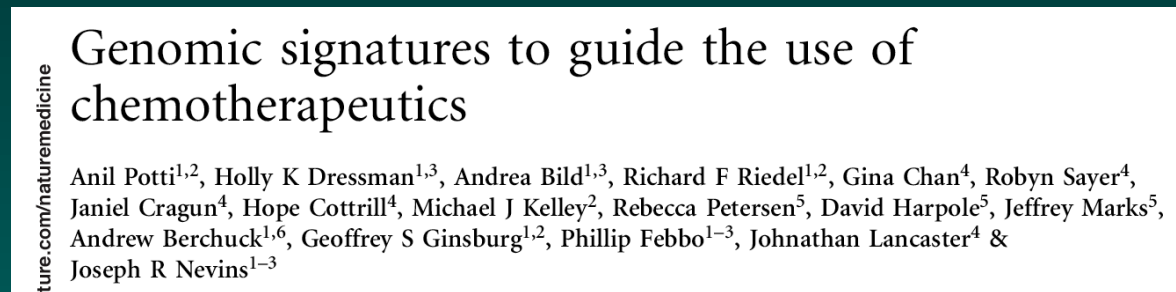 Genomic signatures to guide the use of
chemotherapeutics
Anil Potti1,2, Holly K Dressman1,3, Andrea Bild1,3, Richard F Riedel1,2, Gina Chan4, Robyn Sayer4,
Janiel Cragun4, Hope Cottrill4, Michael J Kelley2, Rebecca Petersen5, David Harpole5, Jeffrey Marks5,
Andrew Berchuck1,6, Geoffrey S Ginsburg1,2, Phillip Febbo1–3, Johnathan Lancaster4 &
Joseph R Nevins1–3
ture.com/naturemedicine